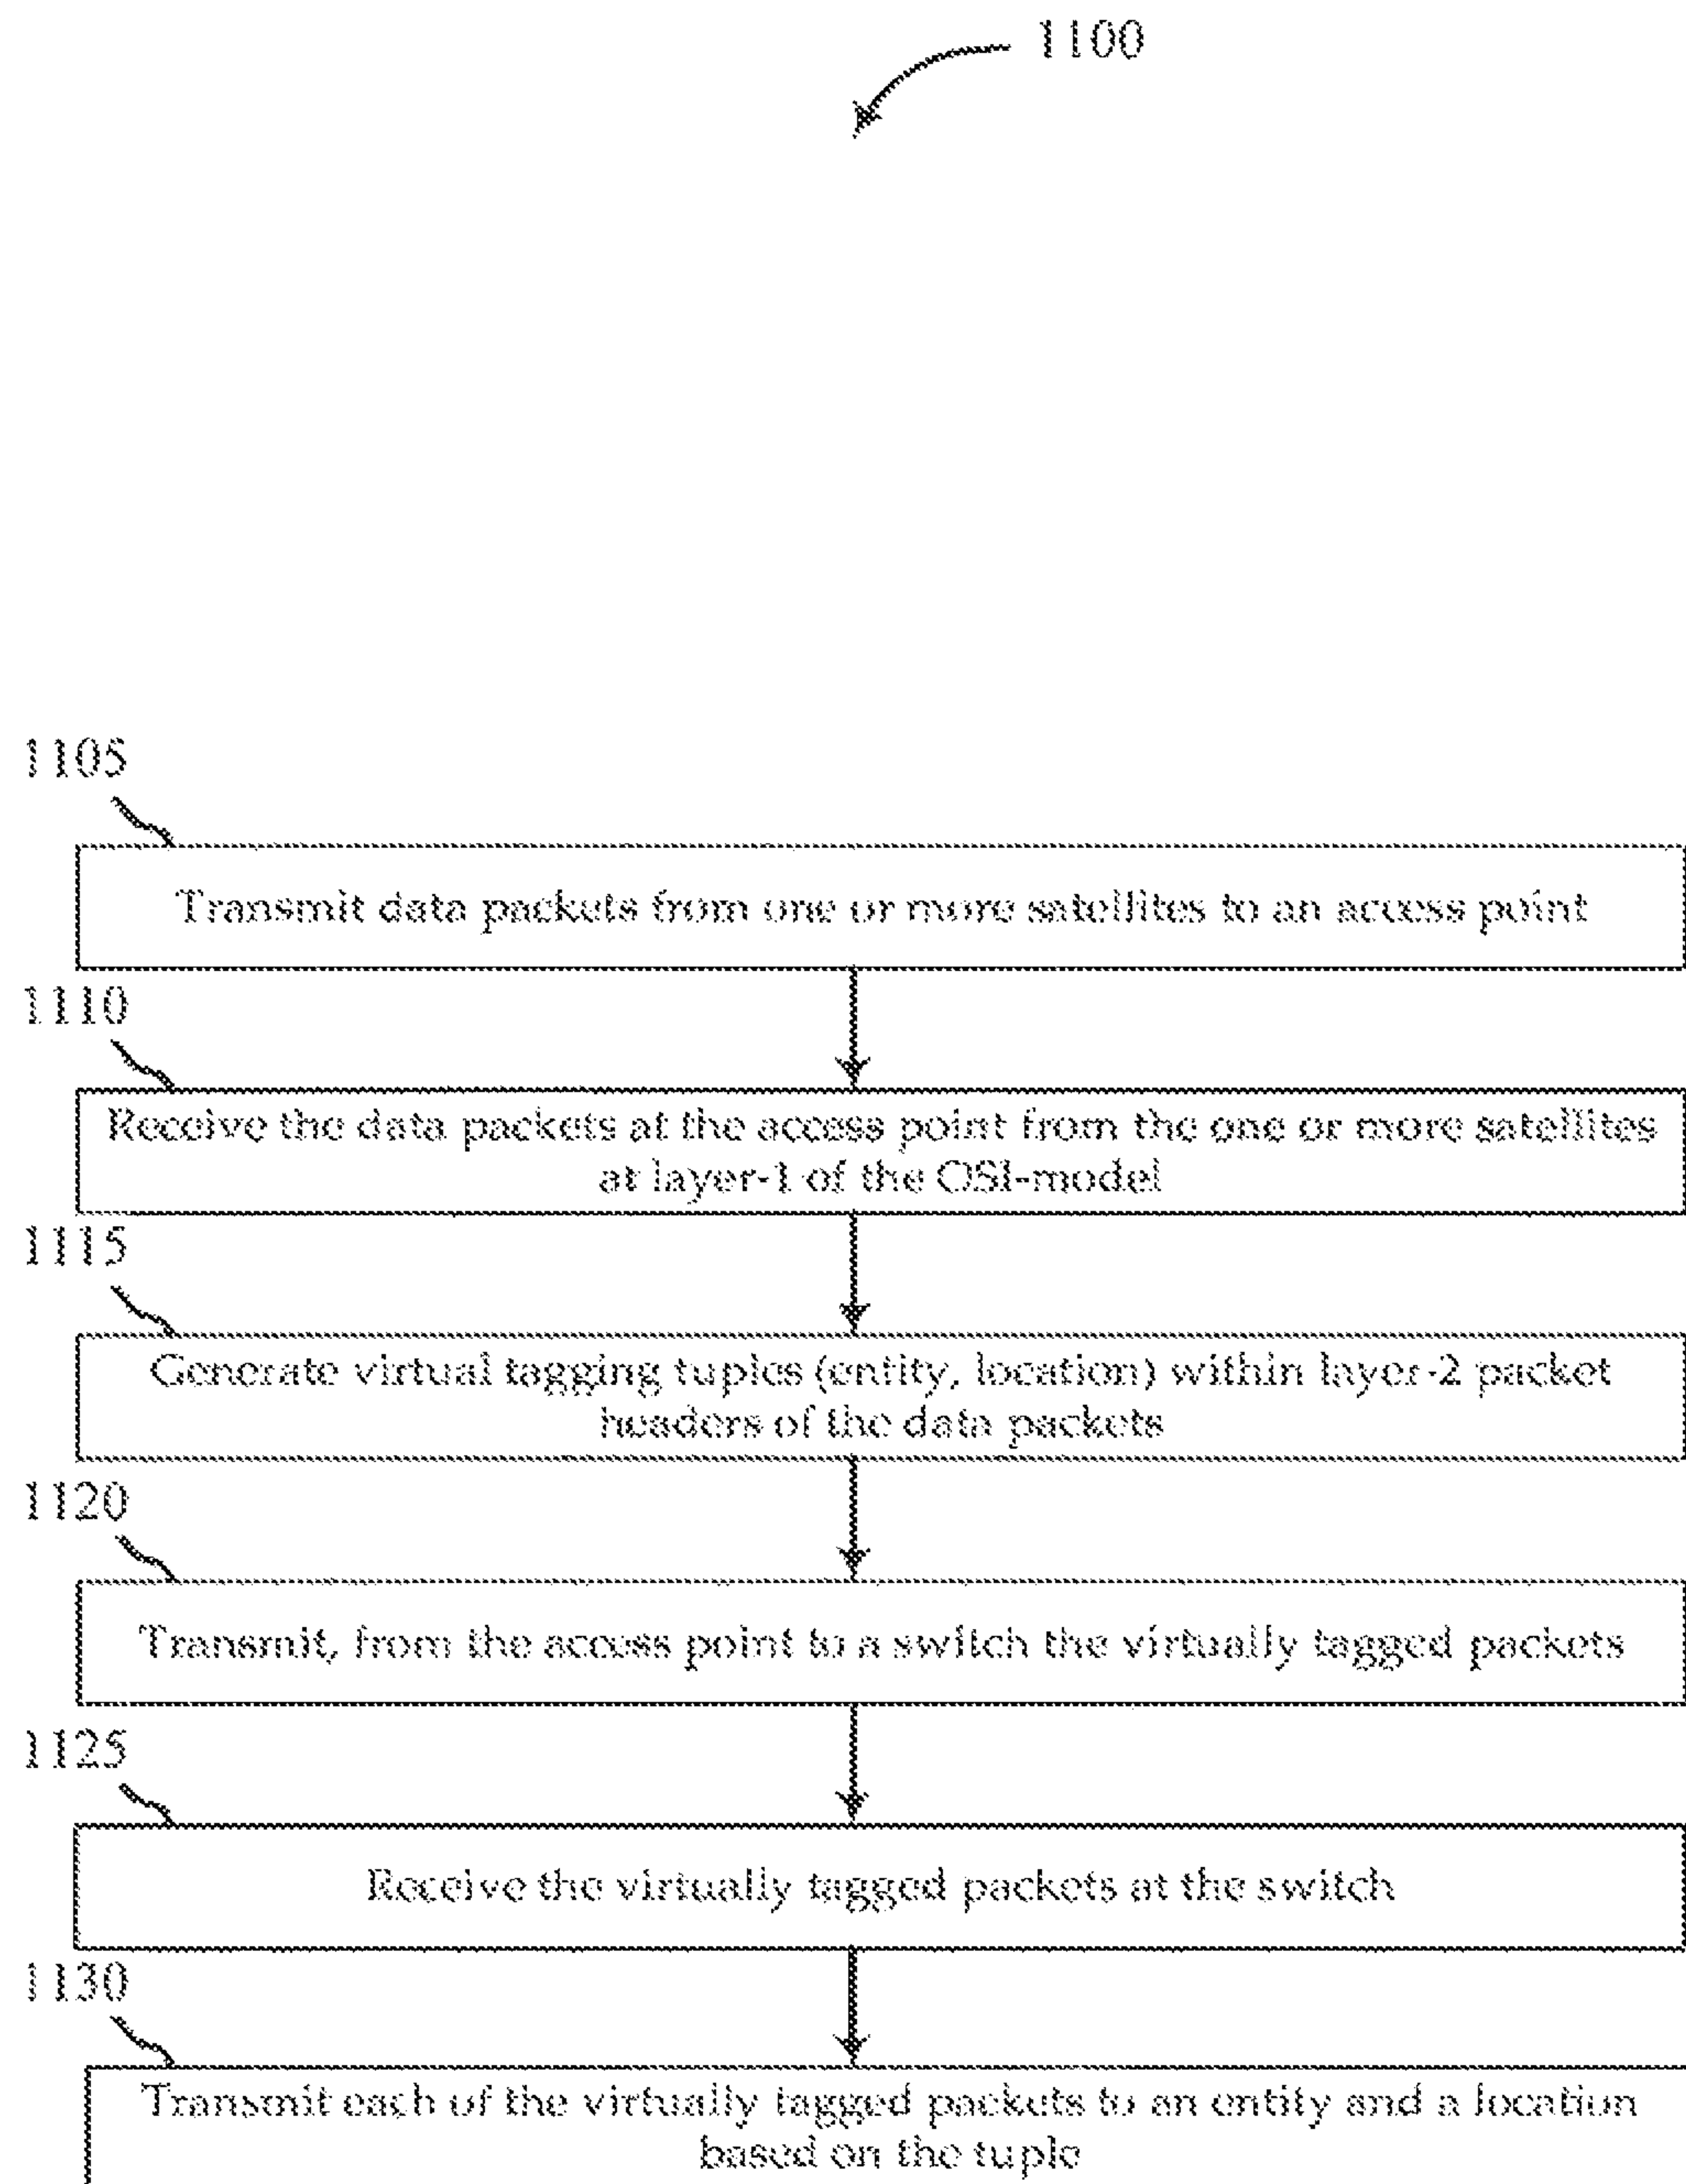 1100
1105
Transmit data packets from one or more satellites to an access point
1110
Receive the data packets at the access point from the one or more satellites
at layer-1 of the OSI-model
1115
Generate virtual tagging tuples (entity, location) within layer-2 packet
headers of the data packets
1120
Transmit, from the access point to a switch the virtually tagged packets
1125
Receive the virtually tagged packets at the switch
1130
Transmit each of the virtually tagged packets to an entity and a location
based on the tuple